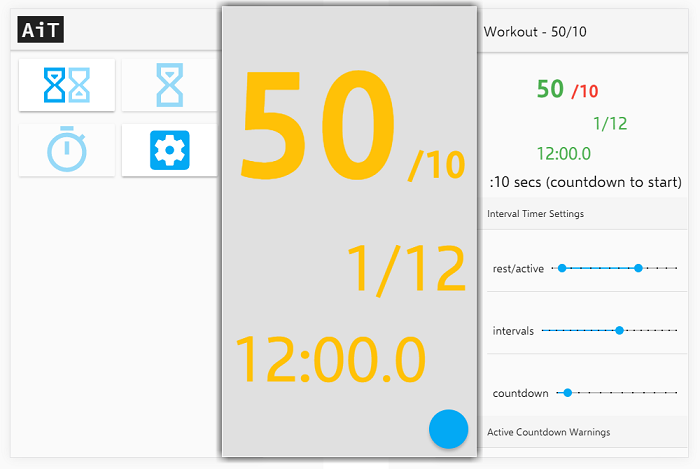 AiT
50 /10
1/12
12:00.0
Workout - 50/10
50 /10
1/12
12:00.0
:10 secs (countdown to start)
Interval Timer Settings
rest/active
intervals
countdown
Active Countdown Warnings